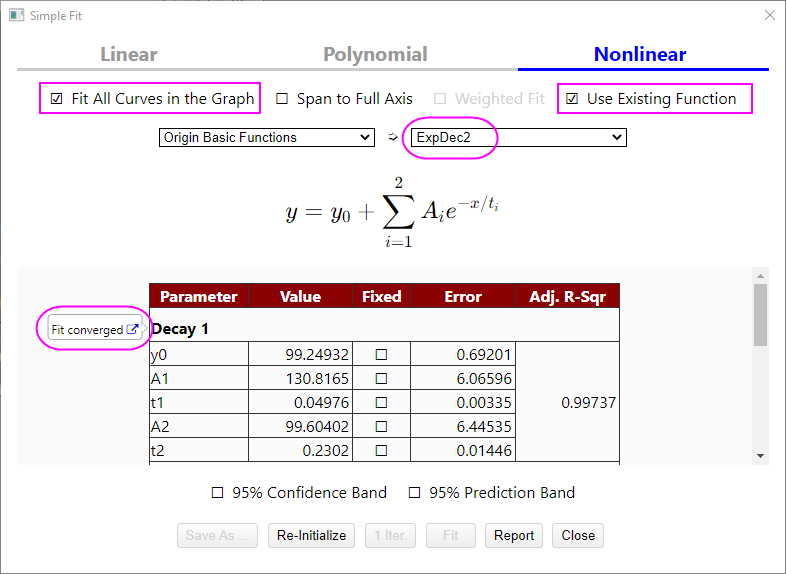 Simple Fit
Linear Polynomial Nonlinear
☑ Fit All Curves in the Graph ☐ Span to Full Axis ☐ Weighted Fit ☑ Use Existing Function
Origin Basic Functions ExpDec2
y = y₀ + ∑_{i=1}^{2} Aᵢe^{−x/tᵢ}
Parameter Value Fixed Error Adj. R-Sqr
Fit converged Decay 1
y0 99.24932 ☐ 0.69201
A1 130.8165 ☐ 6.06596
t1 0.04976 ☐ 0.00335 0.99737
A2 99.60402 ☐ 6.44535
t2 0.2302 ☐ 0.01446
☐ 95% Confidence Band ☐ 95% Prediction Band
Save As ... Re-Initialize 1 Iter. Fit Report Close